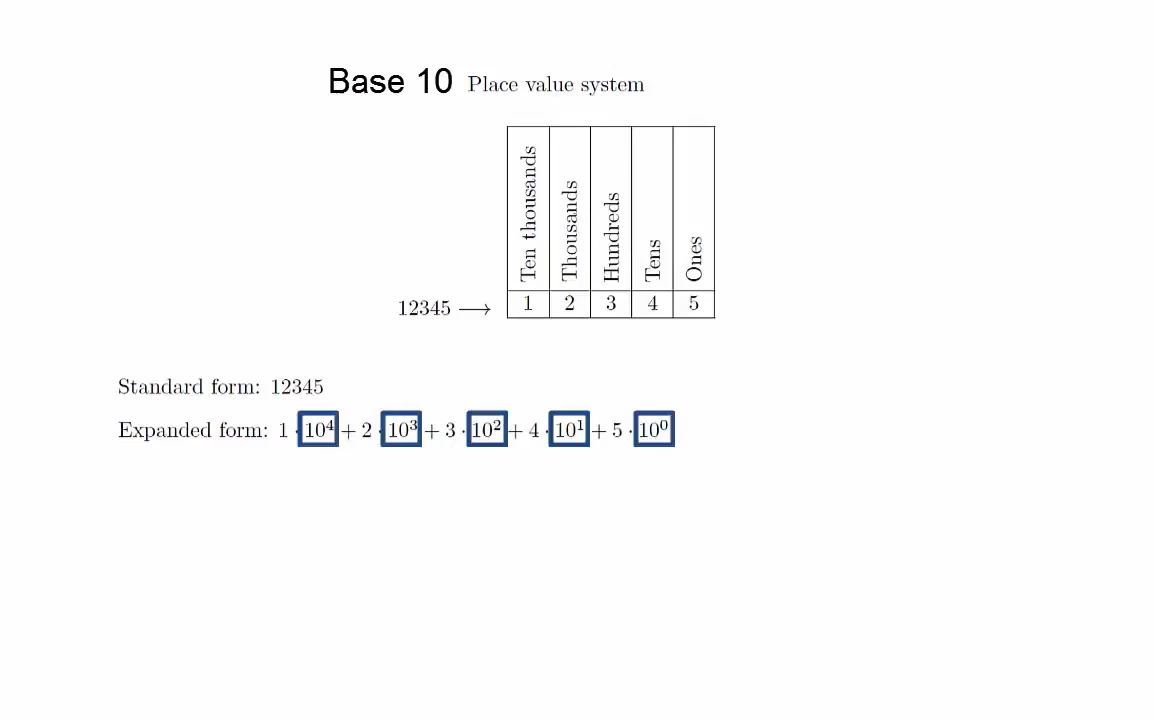 Base 10 Place value system
Ten thousands
Thousands
Hundreds
Tens
Ones
12345 ⟶ 1 2 3 4 5
Standard form: 12345
Expanded form: 1 · 10⁴ + 2 · 10³ + 3 · 10² + 4 · 10¹ + 5 · 10⁰